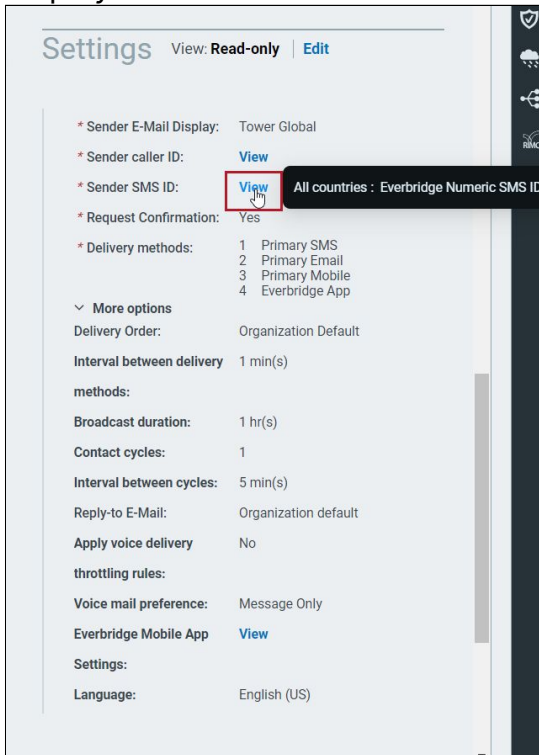 Settings View: Read-only | Edit
* Sender E-Mail Display: Tower Global
* Sender caller ID: View
* Sender SMS ID: View All countries : Everbridge Numeric SMS ID
* Request Confirmation: Yes
* Delivery methods: 1 Primary SMS
2 Primary Email
3 Primary Mobile
4 Everbridge App
More options
Delivery Order: Organization Default
Interval between delivery methods: 1 min(s)
Broadcast duration: 1 hr(s)
Contact cycles: 1
Interval between cycles: 5 min(s)
Reply-to E-Mail: Organization default
Apply voice delivery throttling rules: No
Voice mail preference: Message Only
Everbridge Mobile App Settings: View
Language: English (US)